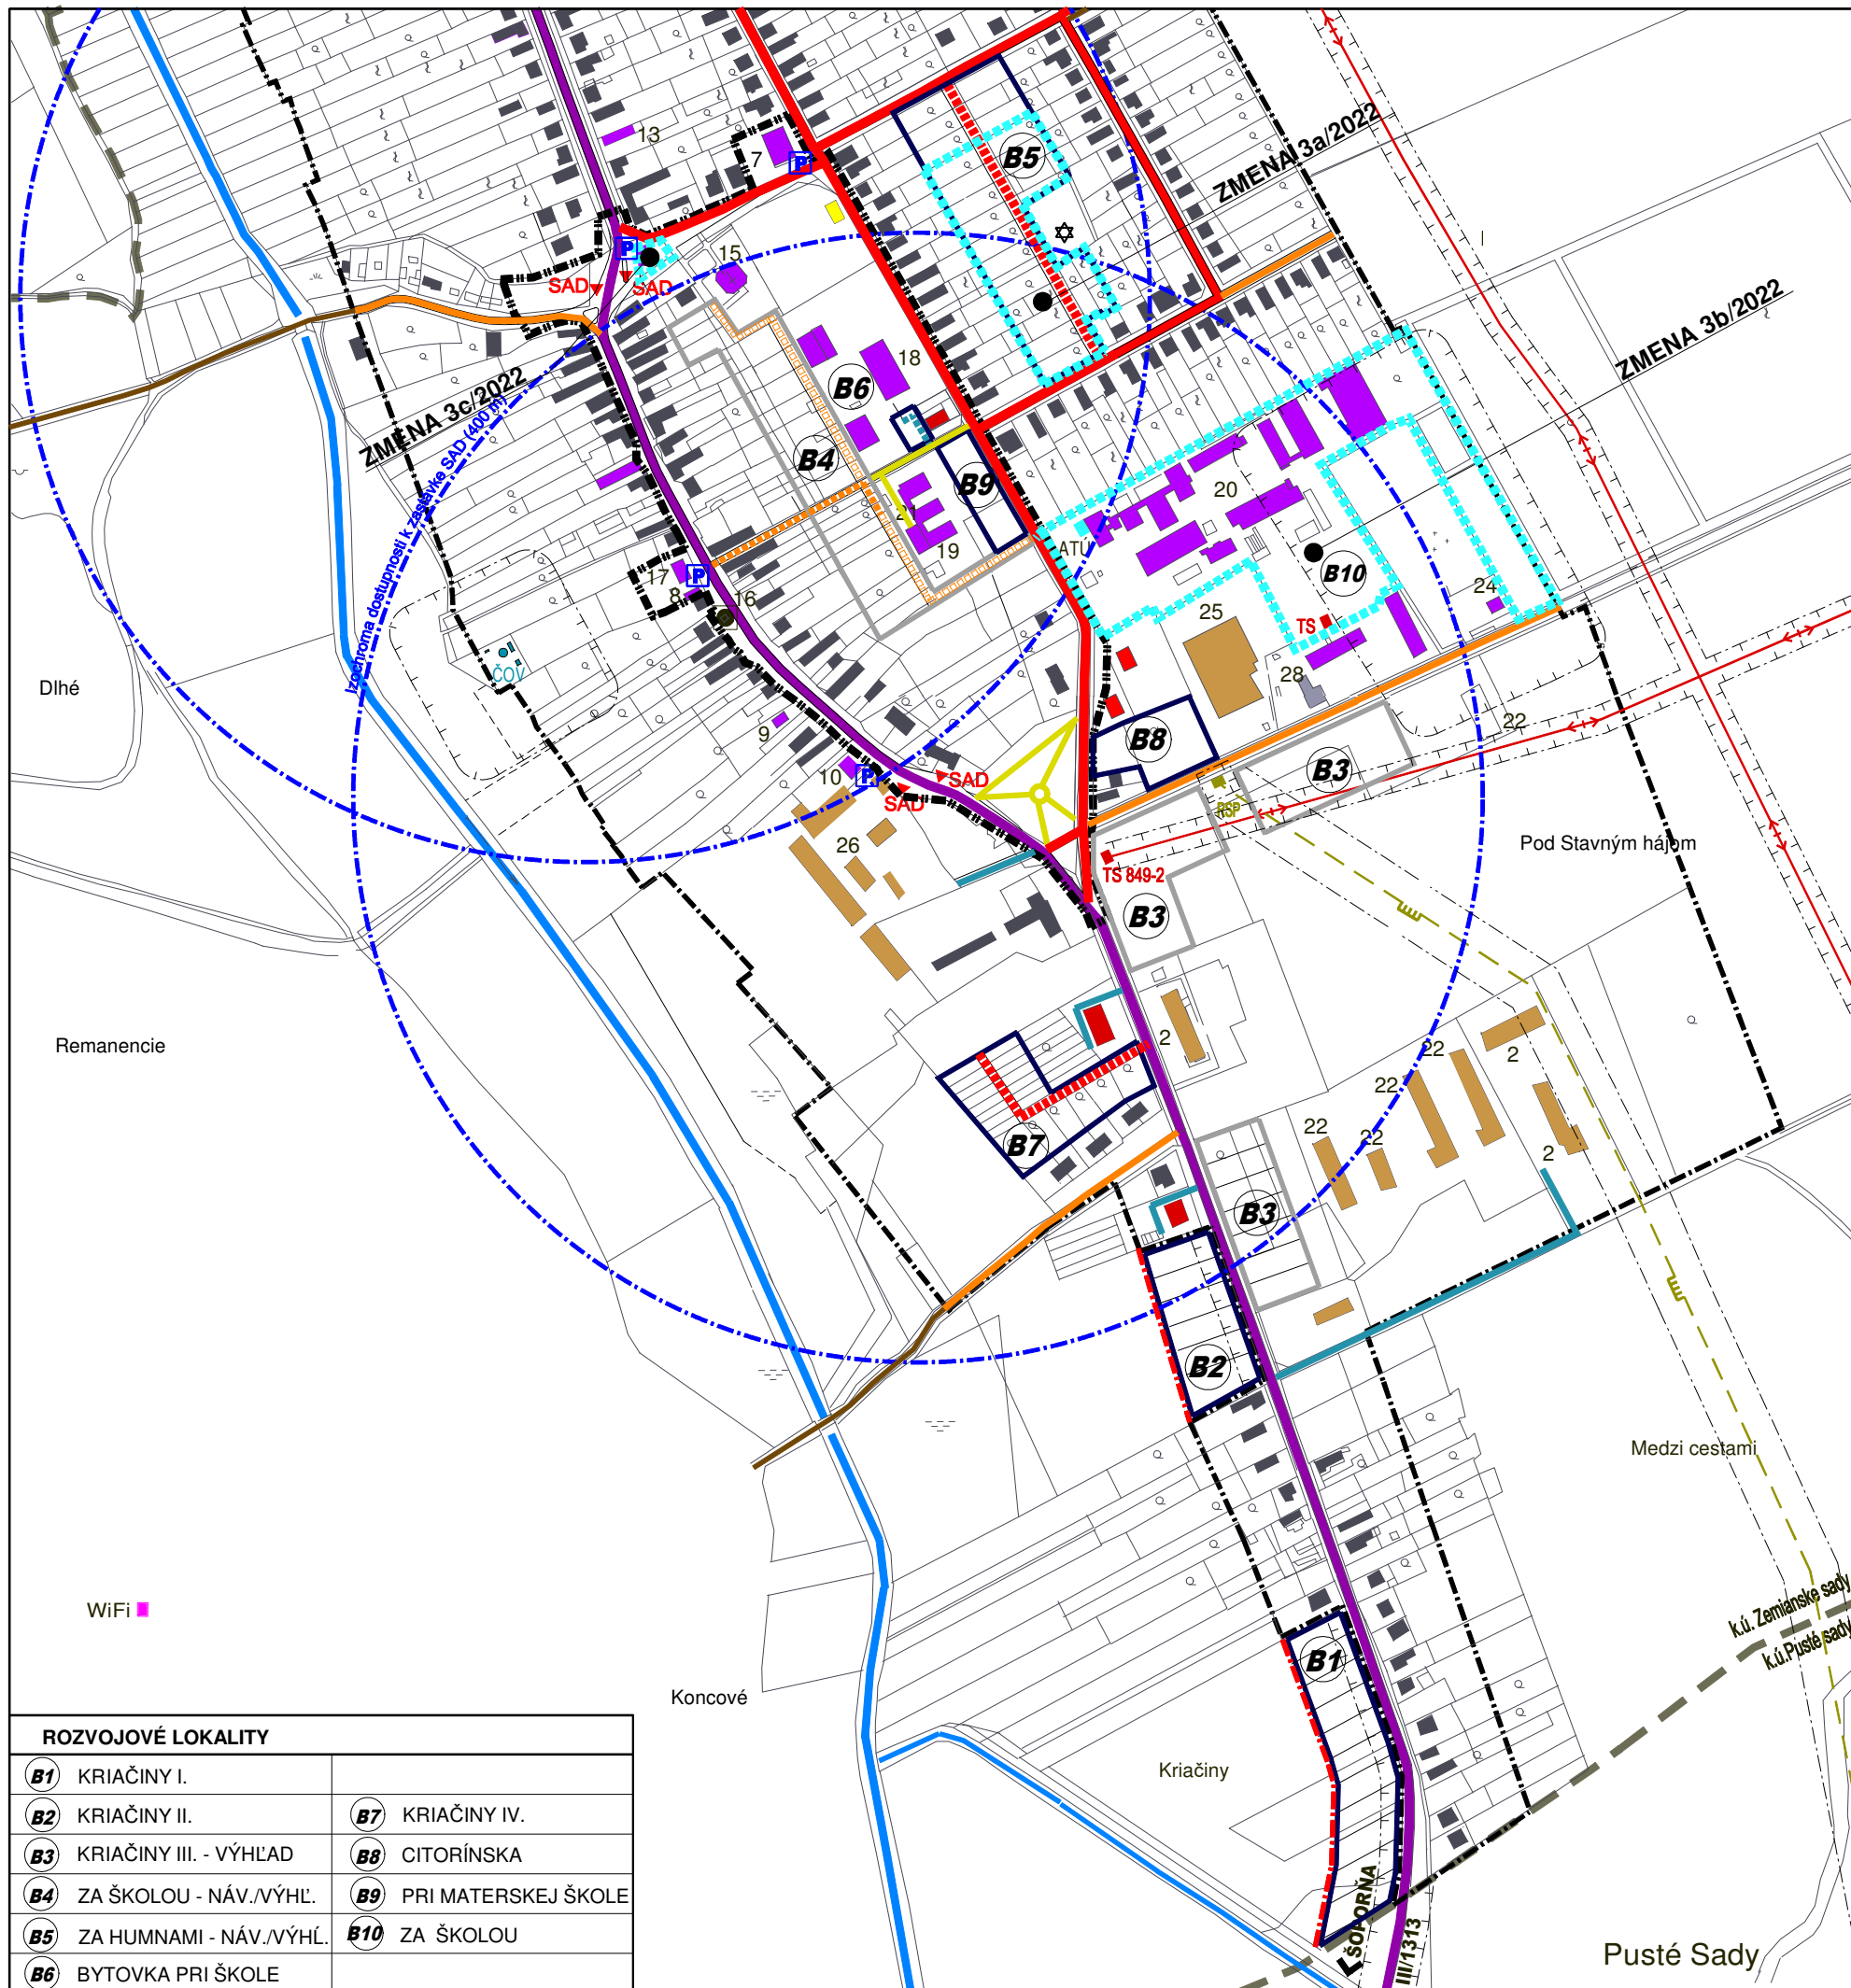 13
7
P
B5
ZMENA 3a/2022
P
15
SAD
SAD
ZMENA 3b/2022
18
B6
ZMENA 3c/2022
B4
B9
20
21
19
ATÚ
Izochrona dostupnosti k zastávke SAD (400 m)
17
P
8
16
B10
24
25
TS
ČOV
28
Dlhé
9
22
B8
B3
10
P
SAD
SAD
RSP
26
Pod Stavným hájom
TS 849-2
B3
Remanencie
2
22
2
22
22
22
2
B7
B3
B2
Medzi cestami
WiFi
k.ú. Zemianske sady
k.ú. Pusté sady
B1
Koncové
Kriačiny
ŠOPORŇA
III/1313
Pusté Sady
ROZVOJOVÉ LOKALITY
B1 KRIAČINY I.
B2 KRIAČINY II.
B7 KRIAČINY IV.
B3 KRIAČINY III. - VÝHĽAD
B8 CITORÍNSKA
B4 ZA ŠKOLOU - NÁV./VÝHĽ.
B9 PRI MATERSKEJ ŠKOLE
B5 ZA HUMNAMI - NÁV./VÝHĹ.
B10 ZA ŠKOLOU
B6 BYTOVKA PRI ŠKOLE